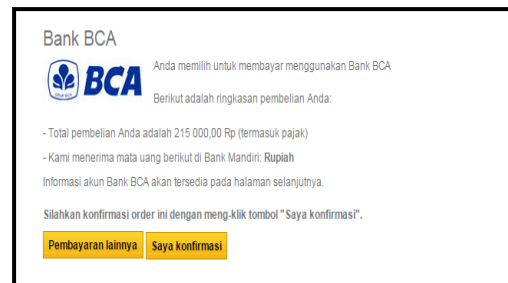 Bank BCA
BCA
Anda memilih untuk membayar menggunakan Bank BCA
Berikut adalah ringkasan pembelian Anda:
- Total pembelian Anda adalah 215 000,00 Rp (termasuk pajak)
- Kami menerima mata uang berikut di Bank Mandiri: Rupiah
Informasi akun Bank BCA akan tersedia pada halaman selanjutnya.
Silahkan konfirmasi order ini dengan meng-klik tombol "Saya konfirmasi".
Pembayaran lainnya Saya konfirmasi